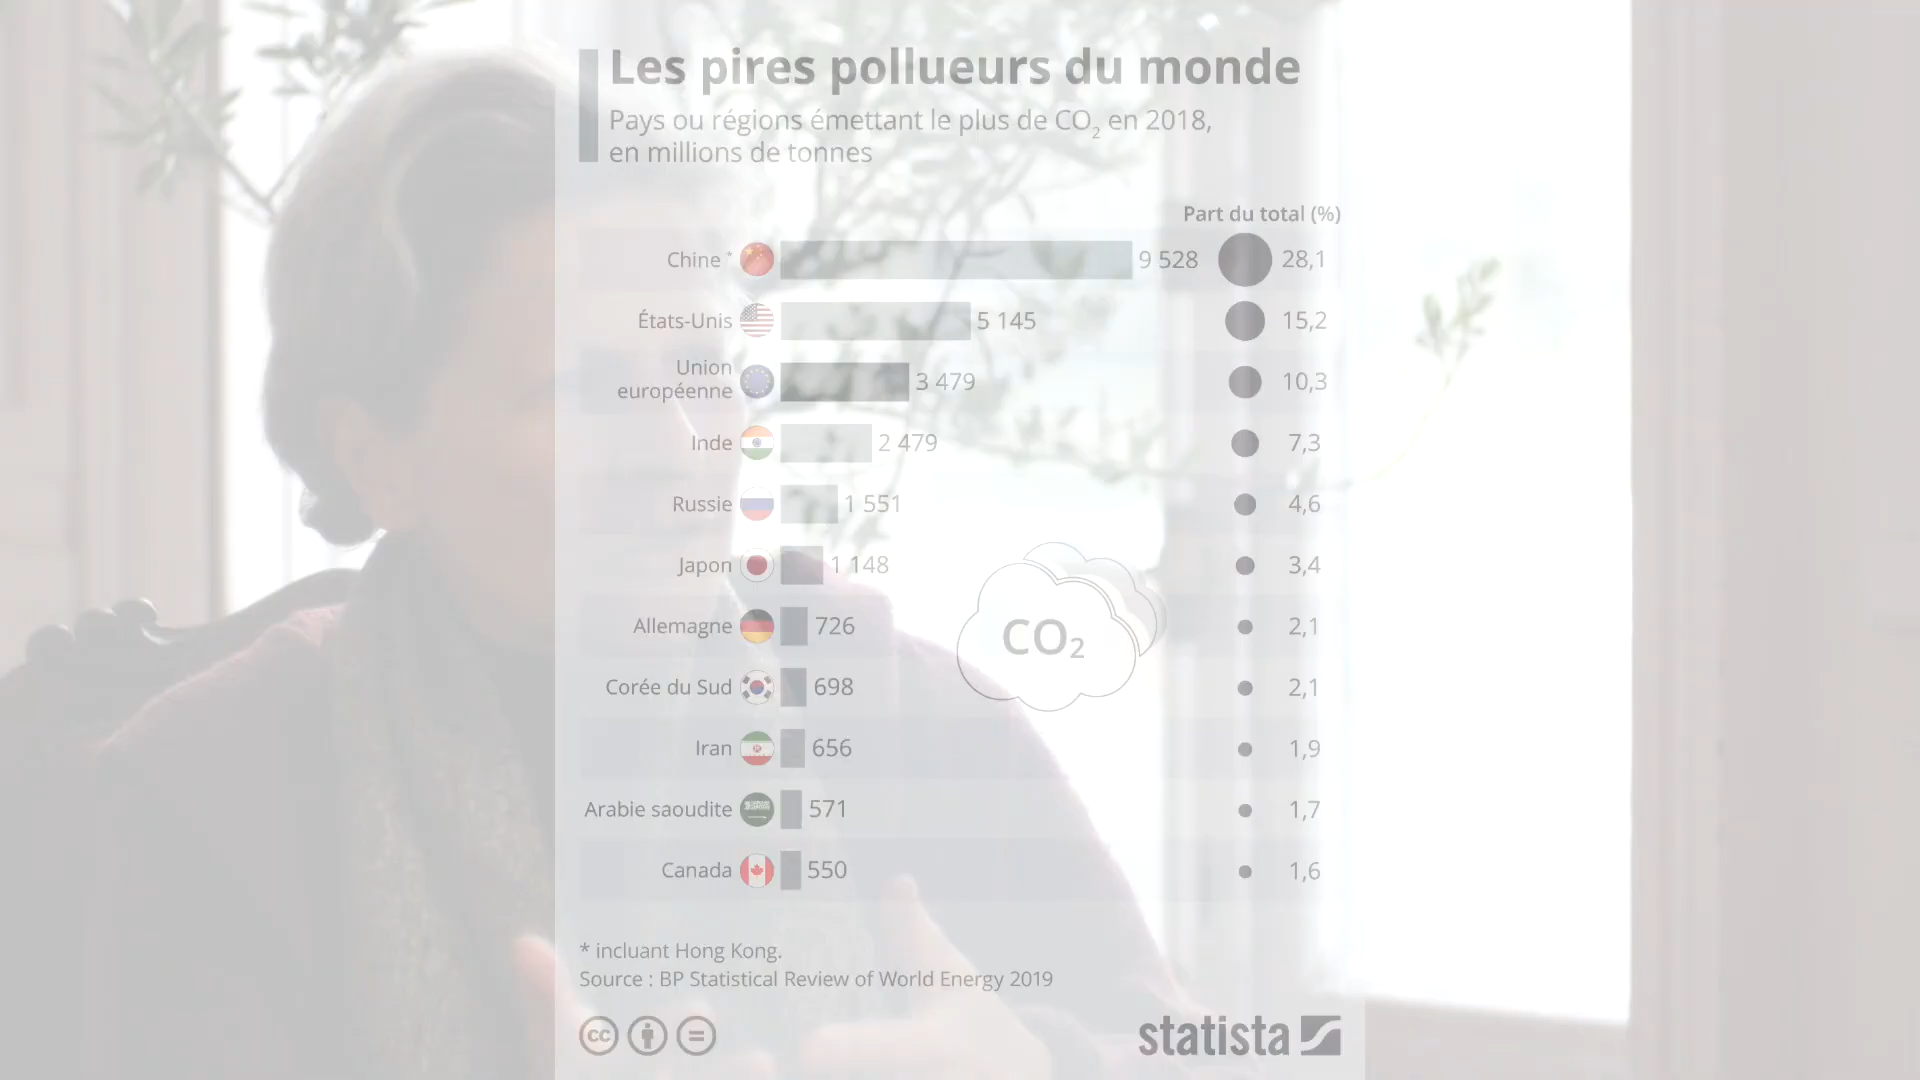 Les pires pollueurs du monde
Pays ou régions émettant le plus de CO₂ en 2018,
en millions de tonnes
Part du total (%)
Chine * 9 528 28,1
États-Unis 5 145 15,2
Union
européenne 3 479 10,3
Inde 2 479 7,3
Russie 1 551 4,6
Japon 1 148 3,4
CO₂
Allemagne 726 2,1
Corée du Sud 698 2,1
Iran 656 1,9
Arabie saoudite 571 1,7
Canada 550 1,6
* incluant Hong Kong.
Source : BP Statistical Review of World Energy 2019
cc
statista